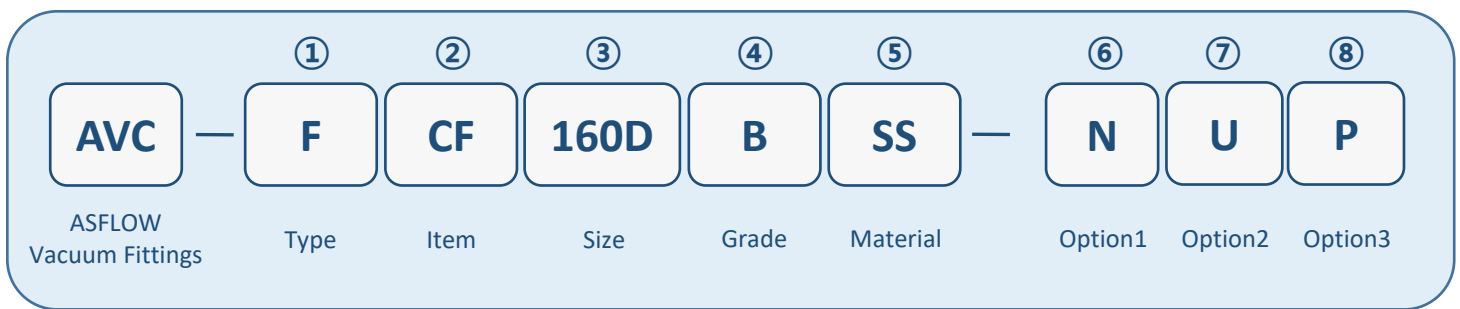 ① ② ③ ④ ⑤ ⑥ ⑦ ⑧
AVC — F CF 160D B SS — N U P
ASFLOW
Vacuum Fittings
Type Item Size Grade Material Option1 Option2 Option3